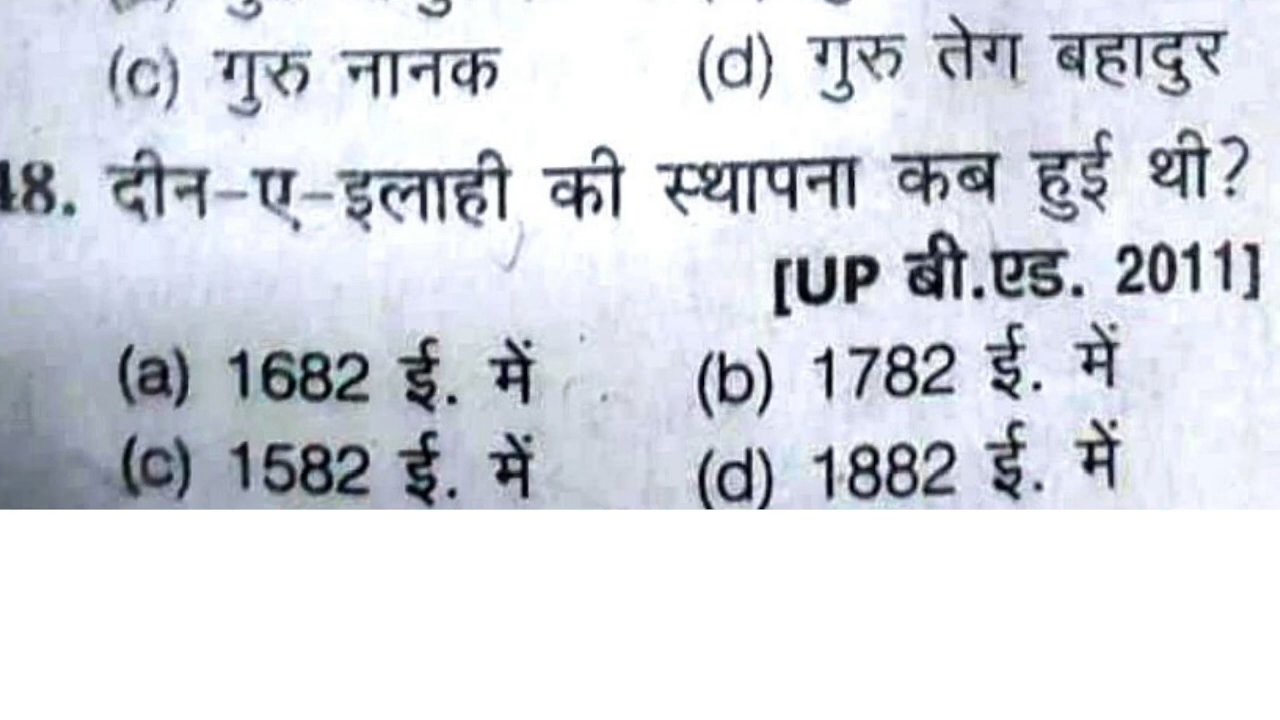 (c) गुरु नानक (d) गुरु तेग बहादुर
18. दीन-ए-इलाही की स्थापना कब हुई थी?
[UP बी.एड. 2011]
(a) 1682 ई. में (b) 1782 ई. में
(c) 1582 ई. में (d) 1882 ई. में